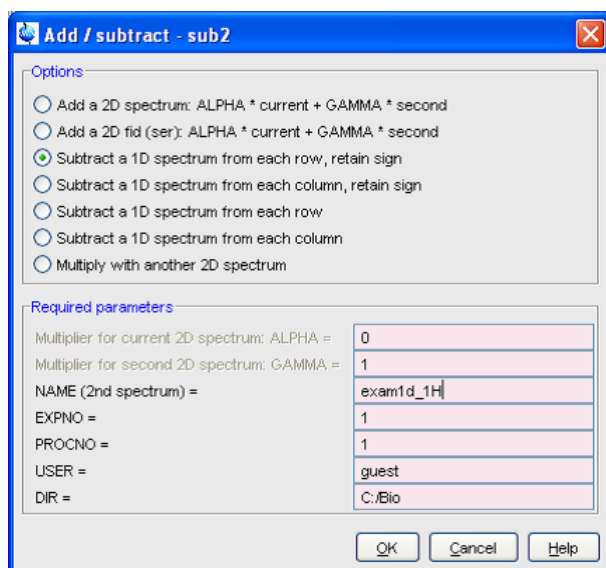 Add / subtract - sub2
Options
Add a 2D spectrum: ALPHA * current + GAMMA * second
Add a 2D fid (ser): ALPHA * current + GAMMA * second
Subtract a 1D spectrum from each row, retain sign
Subtract a 1D spectrum from each column, retain sign
Subtract a 1D spectrum from each row
Subtract a 1D spectrum from each column
Multiply with another 2D spectrum
Required parameters
Multiplier for current 2D spectrum: ALPHA = 0
Multiplier for second 2D spectrum: GAMMA = 1
NAME (2nd spectrum) = exam1d_1H
EXPNO = 1
PROCNO = 1
USER = guest
DIR = C:/Bio
OK Cancel Help